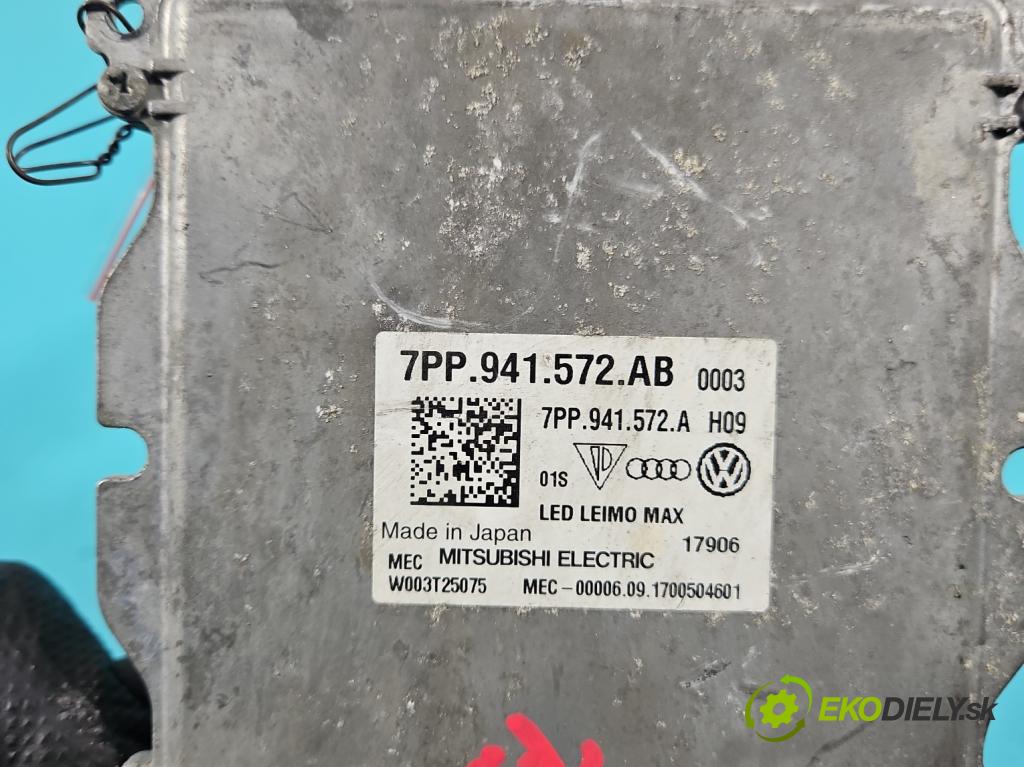 7PP.941.572.AB 0003
7PP.941.572.A H09
01S
LED LEIMO MAX
Made in Japan 17906
MEC MITSUBISHI ELECTRIC
W003T25075 MEC-00006.09.1700504601
EKODIELY.sk